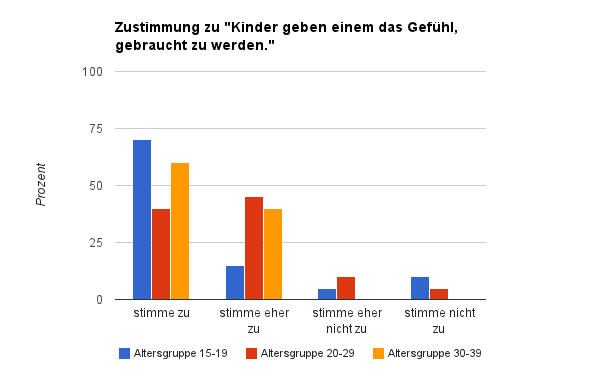 Zustimmung zu "Kinder geben einem das Gefühl,
gebraucht zu werden."
100
75
50
25
0
Prozent
stimme zu
stimme eher
zu
stimme eher
nicht zu
stimme nicht
zu
Altersgruppe 15-19
Altersgruppe 20-29
Altersgruppe 30-39